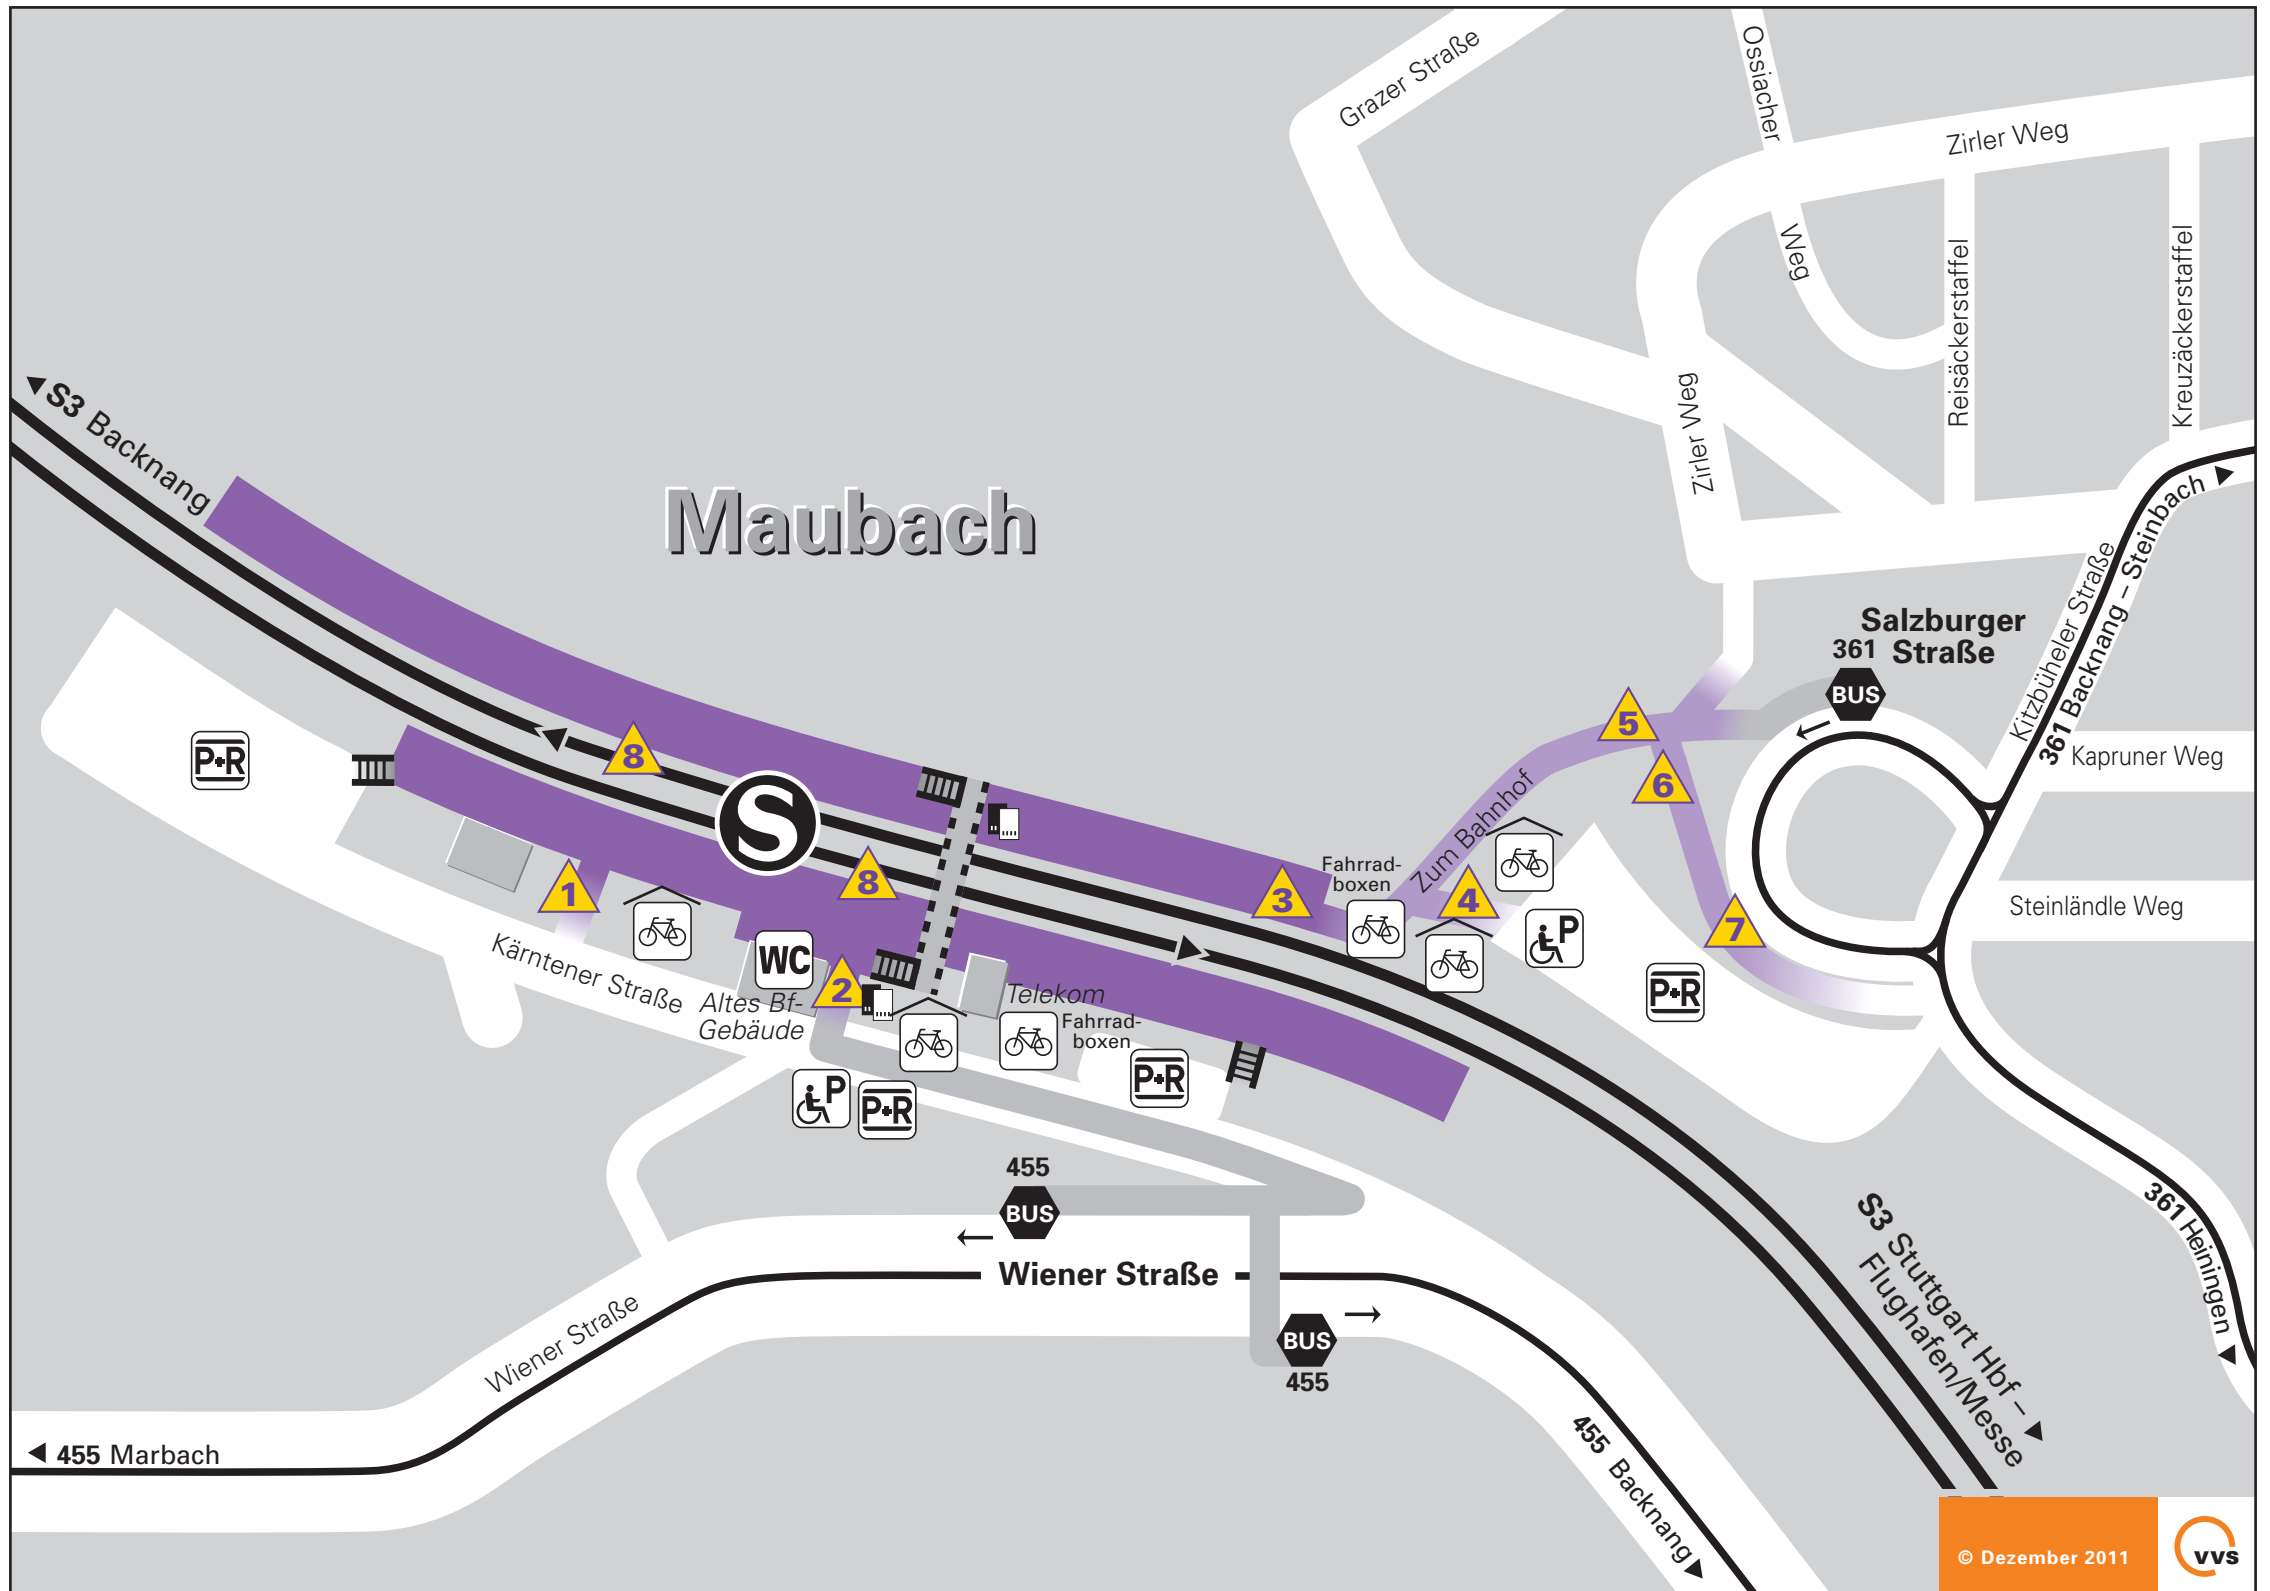 Grazer Straße
Ossiacher
Weg
Zirler Weg
Reisäckerstaffel
Kreuzäckerstaffel
Zirler Weg
S3 Backnang
Maubach
Salzburger
Straße
361
BUS
Kitzbüheler Straße
361 Backnang – Steinbach
Kapruner Weg
Steinländle Weg
P+R
8
S
8
5
6
7
Zum Bahnhof
3
Fahrrad-
boxen
4
P
P+R
1
Kärntener Straße
WC
2
Altes Bf-
Gebäude
Telekom
Fahrrad-
boxen
P+R
P
P+R
455
BUS
Wiener Straße
BUS
455
Wiener Straße
455 Marbach
455 Backnang
S3 Stuttgart Hbf –
Flughafen/Messe
361 Heiningen
© Dezember 2011
vvs